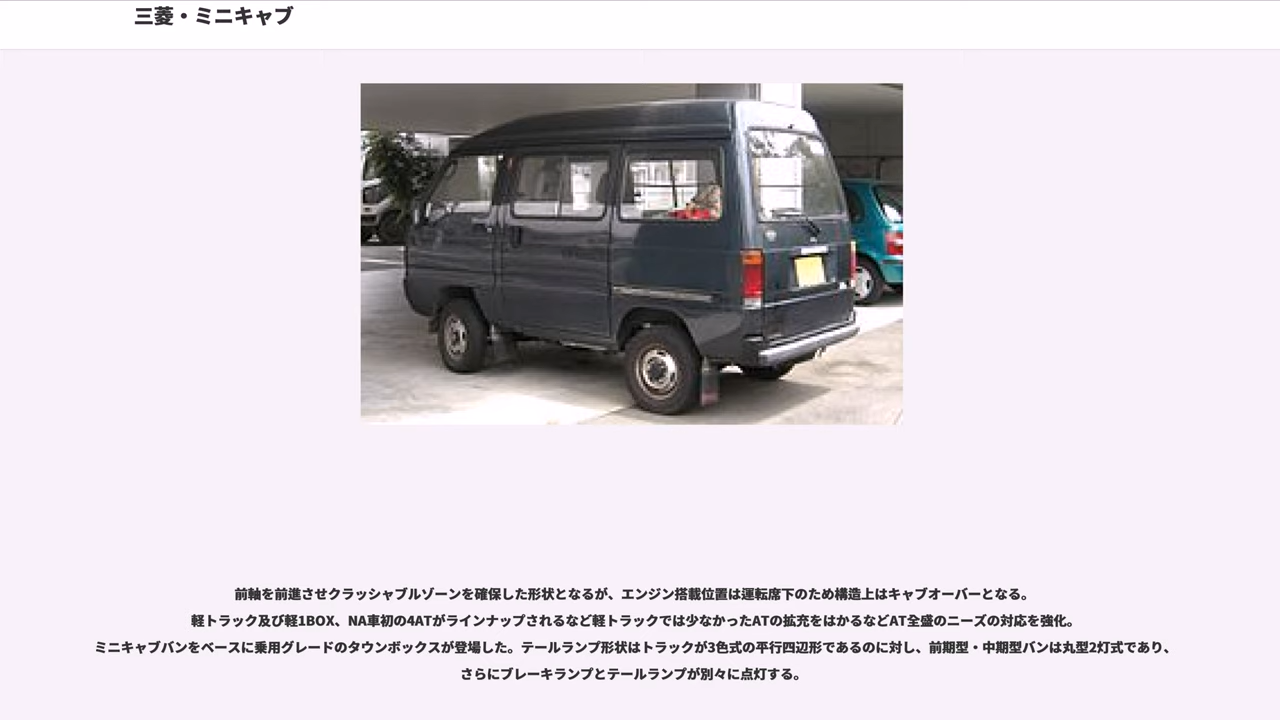 三菱・ミニキャブ
前軸を前進させクラッシャブルゾーンを確保した形状となるが、エンジン搭載位置は運転席下のため構造上はキャブオーバーとなる。
軽トラック及び軽1BOX、NA車初の4ATがラインナップされるなど軽トラックでは少なかったATの拡充をはかるなどAT全盛のニーズの対応を強化。
ミニキャブバンをベースに乗用グレードのタウンボックスが登場した。テールランプ形状はトラックが3色式の平行四辺形であるのに対し、前期型・中期型バンは丸型2灯式であり、
さらにブレーキランプとテールランプが別々に点灯する。